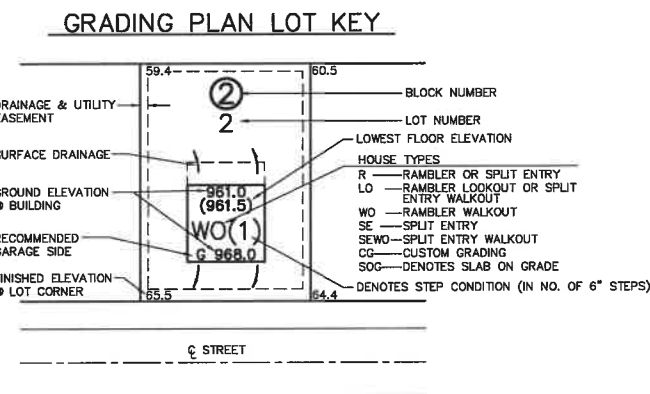 GRADING PLAN LOT KEY
59.4
60.5
2
BLOCK NUMBER
DRAINAGE & UTILITY
EASEMENT
2
LOT NUMBER
LOWEST FLOOR ELEVATION
SURFACE DRAINAGE
HOUSE TYPES
R RAMBLER OR SPLIT ENTRY
LO RAMBLER LOOKOUT OR SPLIT
ENTRY WALKOUT
WO RAMBLER WALKOUT
SE SPLIT ENTRY
SEWO SPLIT ENTRY WALKOUT
CG CUSTOM GRADING
SOG DENOTES SLAB ON GRADE
GROUND ELEVATION
@ BUILDING
961.0
(961.5)
WO(1)
G 968.0
RECOMMENDED
GARAGE SIDE
FINISHED ELEVATION
@ LOT CORNER
DENOTES STEP CONDITION (IN NO. OF 6" STEPS)
65.5
64.4
℄ STREET